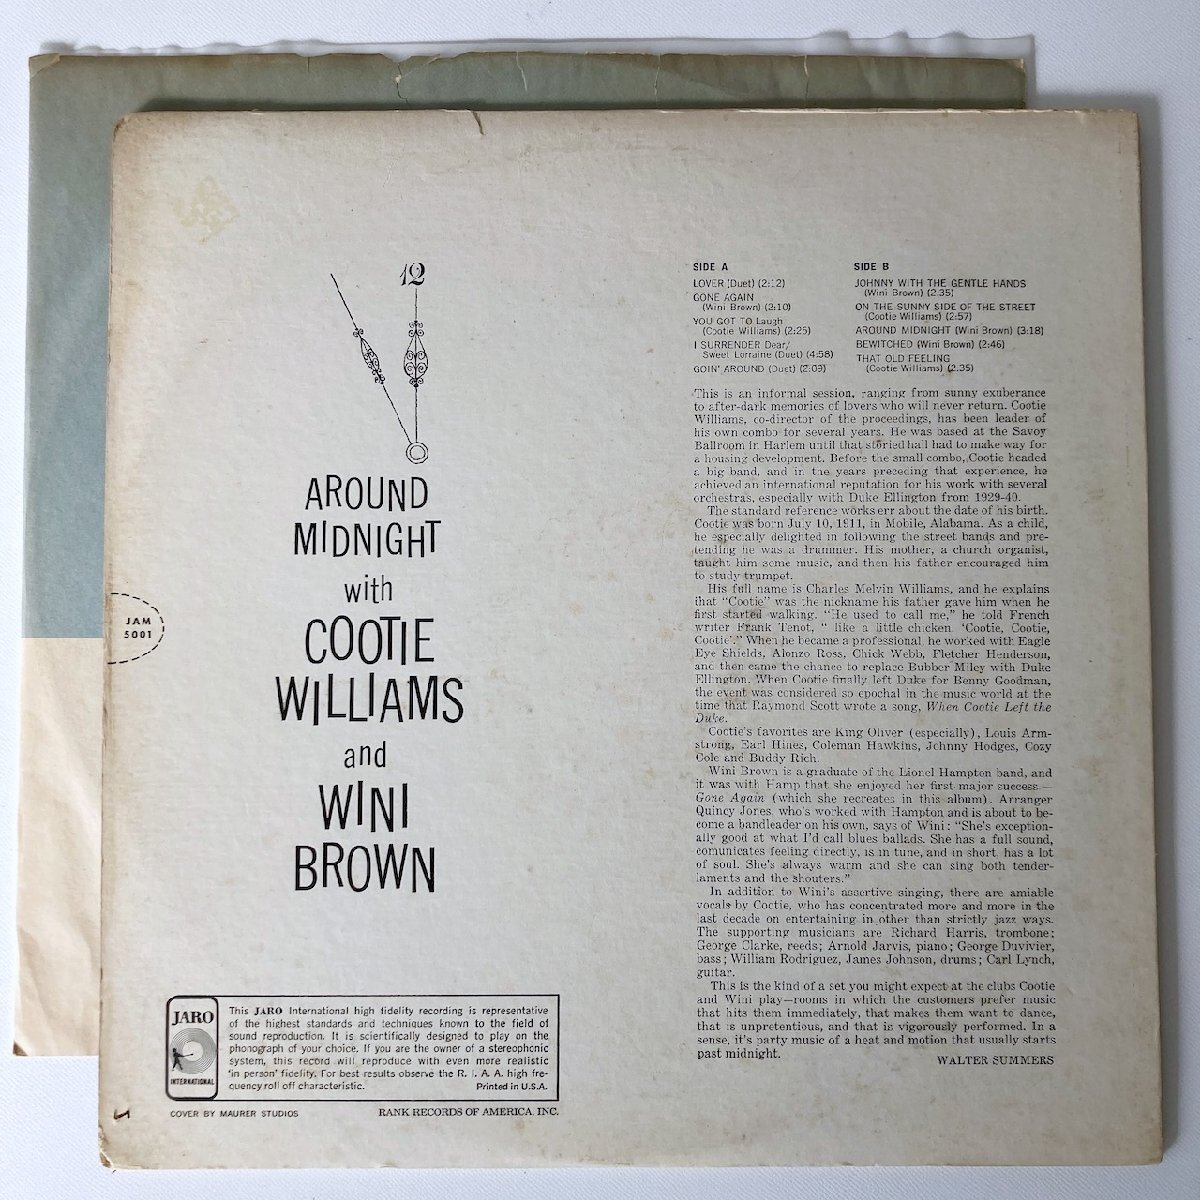 12
AROUND
MIDNIGHT
with
COOTIE
WILLIAMS
and
WINI
BROWN
JAM
5001
SIDE A
LOVER (Duet) (2:12)
GONE AGAIN
(Wini Brown) (2:10)
YOU GOT TO Laugh
(Cootie Williams) (2:25)
I SURRENDER Dear/
Sweet Lorraine (Duet) (4:58)
GOIN' AROUND (Duet) (2:09)
SIDE B
JOHNNY WITH THE GENTLE HANDS
(Wini Brown) (2.35)
ON THE SUNNY SIDE OF THE STREET
(Cootie Williams) (2:57)
AROUND MIDNIGHT (Wini Brown) (3:18)
BEWITCHED (Wini Brown) (2:46)
THAT OLD FEELING
(Cootie Williams) (2.35)
This is an informal session, ranging from sunny exuberance
to after-dark memories of lovers who will never return. Cootie
Williams, co-director of the proceedings, has been leader of
his own combo for several years. He was based at the Savoy
Ballroom in Harlem until that storied hall had to make way for
a housing development. Before the small combo, Cootie headed
a big band, and in the years preceding that experience, he
achieved an international reputation for his work with several
orchestras, especially with Duke Ellington from 1929-40.
The standard reference works err about the date of his birth.
Cootie was born July 10, 1911, in Mobile, Alabama. As a child,
he especially delighted in following the street bands and pre-
tending he was a drummer. His mother, a church organist,
taught him some music, and then his father encouraged him
to study trumpet.
His full name is Charles Melvin Williams, and he explains
that "Cootie" was the nickname his father gave him when he
first started walking. "He used to call me," he told French
writer Frank Tenot, "like a little chicken. 'Cootie, Cootie,
Cootie'." When he became a professional, he worked with Eagle
Eye Shields, Alonzo Ross, Chick Webb, Fletcher Henderson,
and then came the chance to replace Bubber Miley with Duke
Ellington. When Cootie finally left Duke for Benny Goodman,
the event was considered so epochal in the music world at the
time that Raymond Scott wrote a song, When Cootie Left the
Duke.
Cootie's favorites are King Oliver (especially), Louis Arm-
strong, Earl Hines, Coleman Hawkins, Johnny Hodges, Cozy
Cole and Buddy Rich.
Wini Brown is a graduate of the Lionel Hampton band, and
it was with Hamp that she enjoyed her first major success—
Gone Again (which she recreates in this album). Arranger
Quincy Jones, who's worked with Hampton and is about to be-
come a bandleader on his own, says of Wini: "She's exception-
ally good at what I'd call blues ballads. She has a full sound,
comunicates feeling directly, is in tune, and in short, has a lot
of soul. She's always warm and she can sing both tender-
laments and the shouters."
In addition to Wini's assertive singing, there are amiable
vocals by Cootie, who has concentrated more and more in the
last decade on entertaining in other than strictly jazz ways.
The supporting musicians are Richard Harris, trombone;
George Clarke, reeds; Arnold Jarvis, piano; George Duvivier,
bass; William Rodriguez, James Johnson, drums; Carl Lynch,
guitar.
This is the kind of a set you might expect at the clubs Cootie
and Wini play—rooms in which the customers prefer music
that hits them immediately, that makes them want to dance,
that is unpretentious, and that is vigorously performed. In a
sense, it's party music of a heat and motion that usually starts
past midnight.
WALTER SUMMERS
JARO
INTERNATIONAL
This JARO International high fidelity recording is representative
of the highest standards and techniques known to the field of
sound reproduction. It is scientifically designed to play on the
phonograph of your choice. If you are the owner of a stereophonic
system, this record will reproduce with even more realistic
'in person' fidelity. For best results observe the R. I. A. A. high fre-
quency roll off characteristic.
Printed in U.S.A.
COVER BY MAURER STUDIOS
RANK RECORDS OF AMERICA, INC.